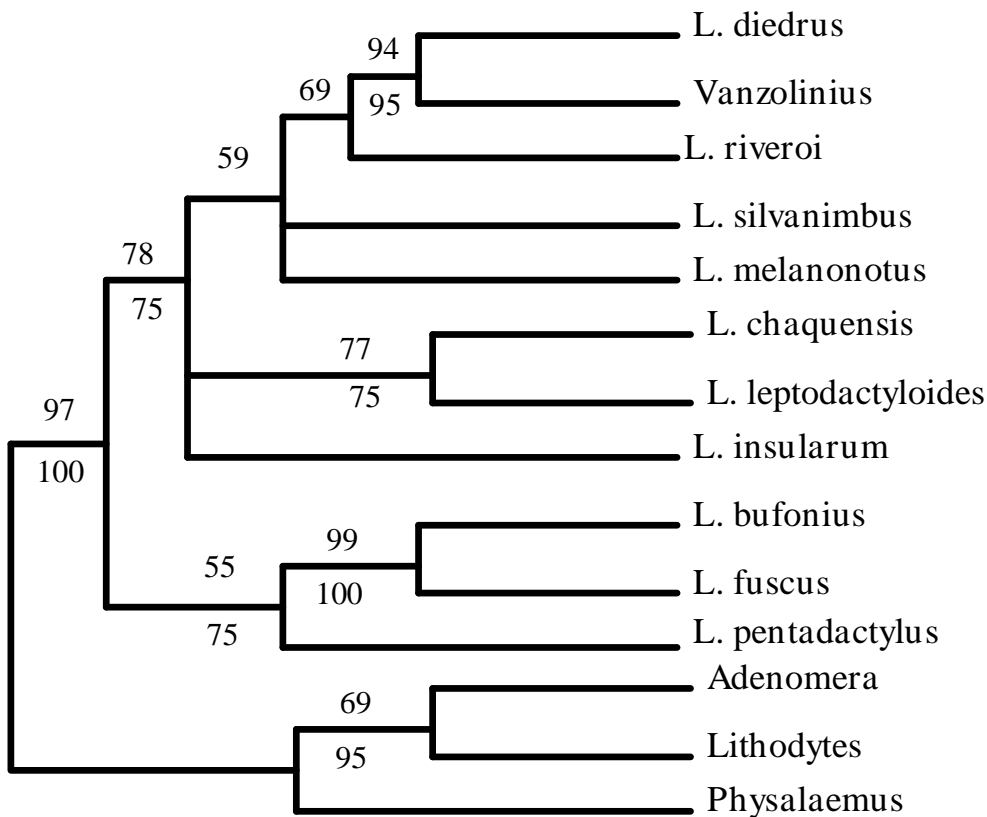 L. diedrus
94
69
95
Vanzolinius
59
L. riveroi
L. silvanimbus
78
75
L. melanonotus
L. chaquensis
77
75
L. leptodactyloides
97
100
L. insularum
L. bufonius
99
55
100
L. fuscus
75
L. pentadactylus
Adenomera
69
95
Lithodytes
Physalaemus